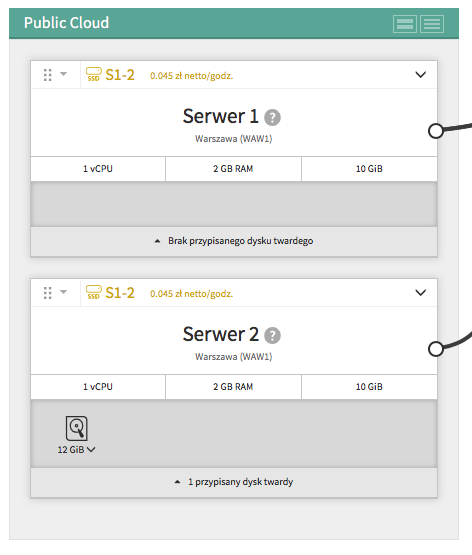 Public Cloud
SSD S1-2 0.045 zł netto/godz.
Serwer 1 ?
Warszawa (WAW1)
1 vCPU 2 GB RAM 10 GiB
Brak przypisanego dysku twardego
SSD S1-2 0.045 zł netto/godz.
Serwer 2 ?
Warszawa (WAW1)
1 vCPU 2 GB RAM 10 GiB
12 GiB
1 przypisany dysk twardy